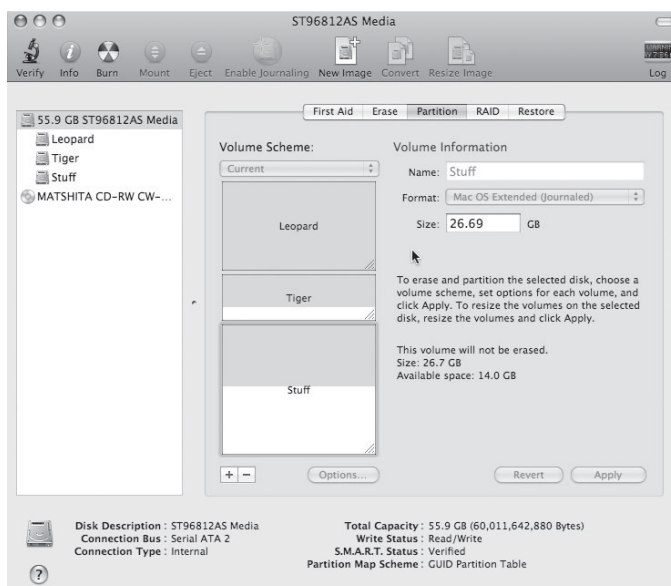 ST96812AS Media
Verify Info Burn Mount Eject Enable Journaling New Image Convert Resize Image Log
55.9 GB ST96812AS Media
Leopard
Tiger
Stuff
MATSHITA CD-RW CW-...
First Aid Erase Partition RAID Restore
Volume Scheme:
Current
Leopard
Tiger
Stuff
+ −
Options...
Volume Information
Name: Stuff
Format: Mac OS Extended (Journaled)
Size: 26.69 GB
To erase and partition the selected disk, choose a
volume scheme, set options for each volume, and
click Apply. To resize the volumes on the selected
disk, resize the volumes and click Apply.
This volume will not be erased.
Size: 26.7 GB
Available space: 14.0 GB
Revert Apply
Disk Description : ST96812AS Media
Connection Bus : Serial ATA 2
Connection Type : Internal
Total Capacity : 55.9 GB (60,011,642,880 Bytes)
Write Status : Read/Write
S.M.A.R.T. Status : Verified
Partition Map Scheme : GUID Partition Table
?